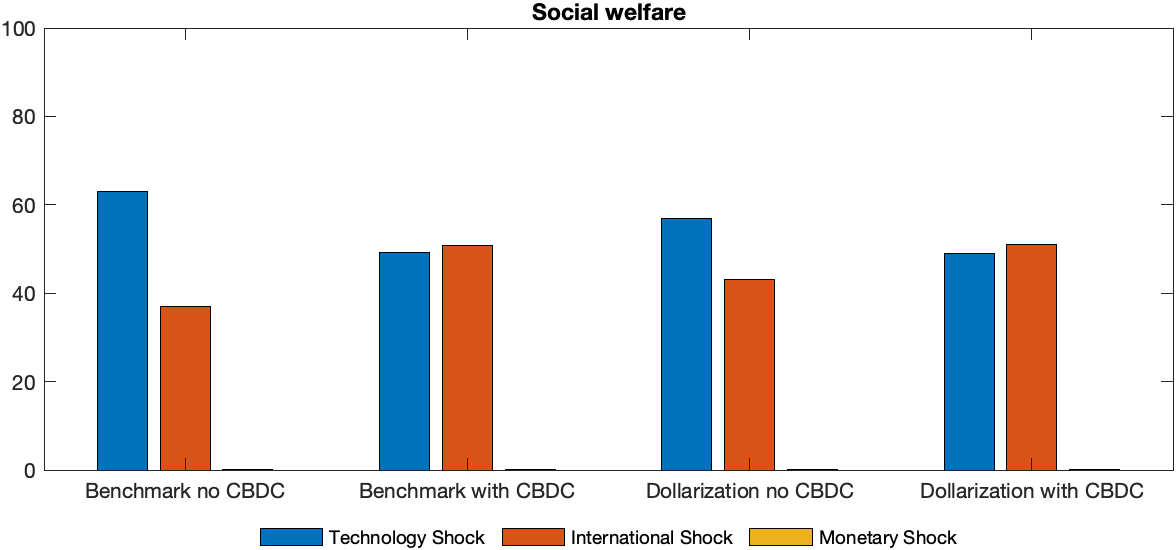 Social welfare
100
80
60
40
20
0
Benchmark no CBDC Benchmark with CBDC Dollarization no CBDC Dollarization with CBDC
Technology Shock International Shock Monetary Shock